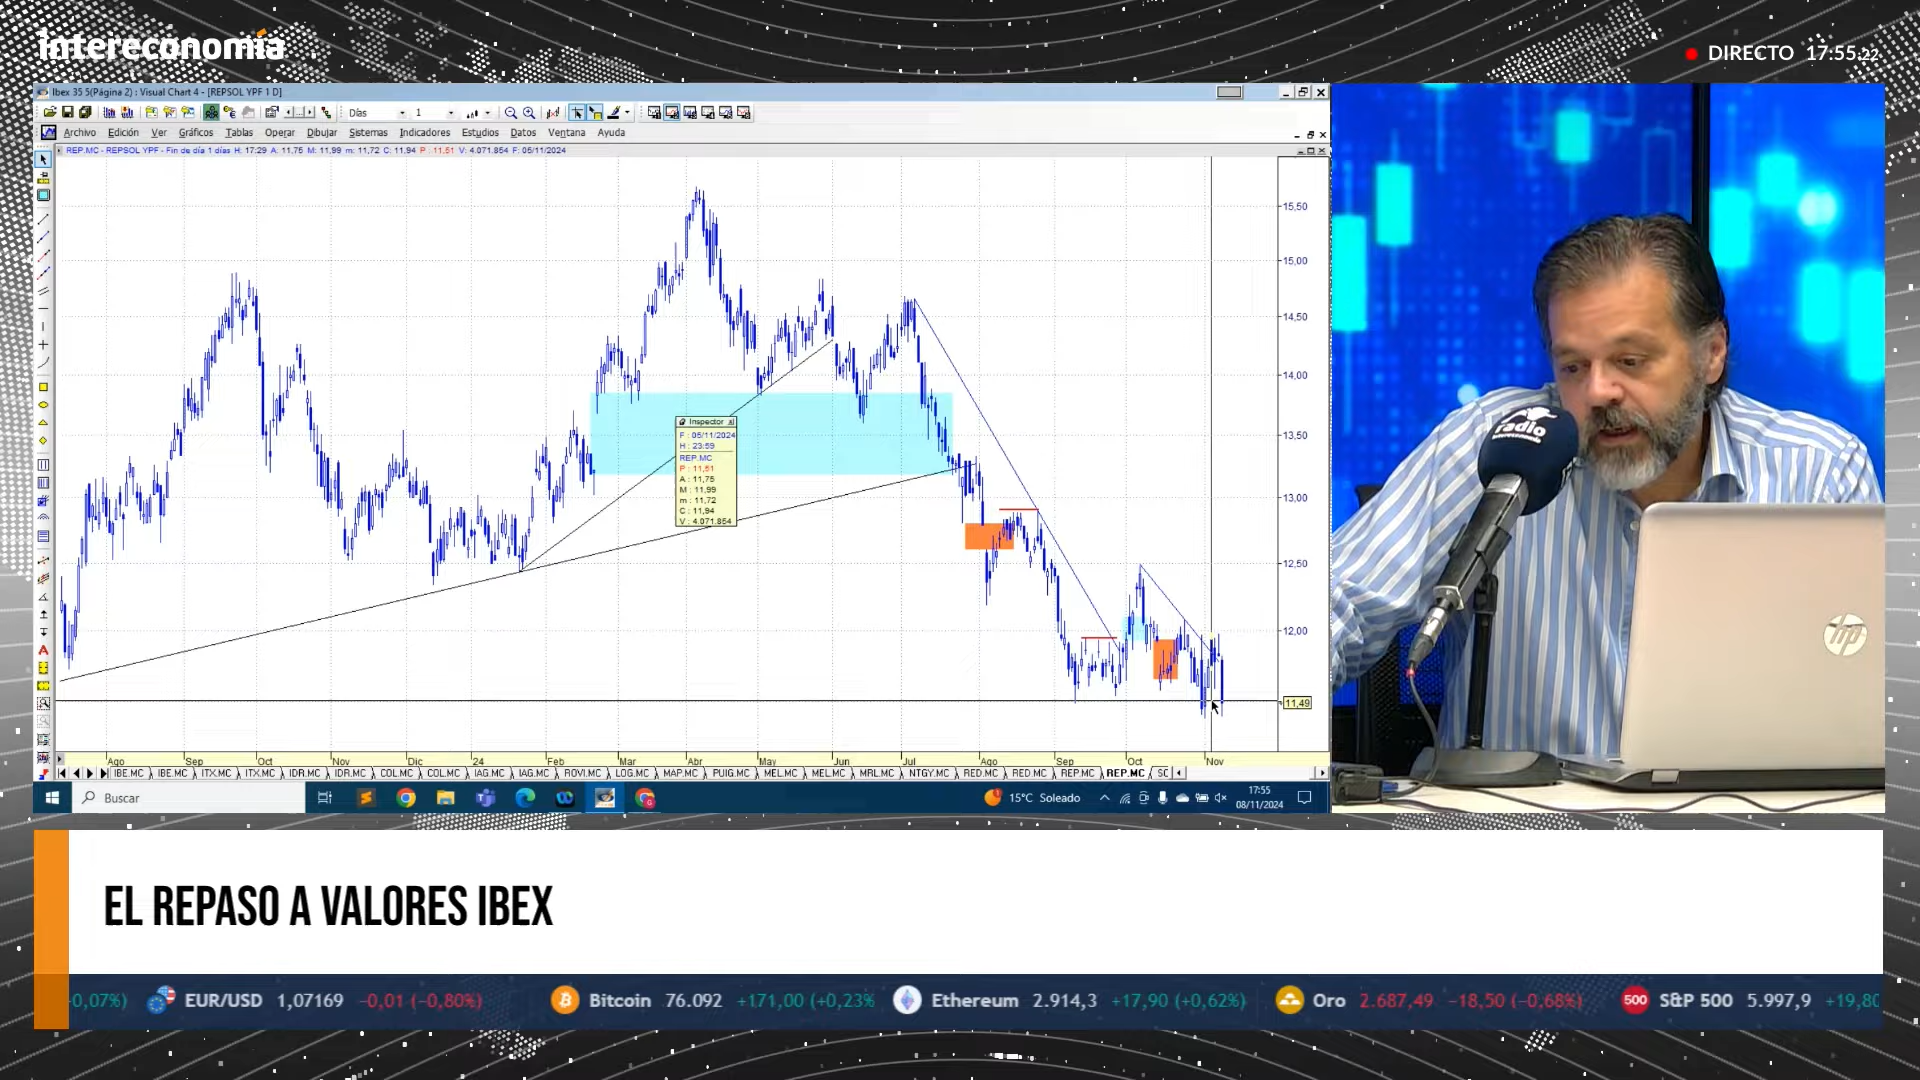 intereconomía
DIRECTO 17:55:22
Ibex 35 5(Página 2) : Visual Chart 4 - [REPSOL YPF 1 D]
Días 1
Archivo Edición Ver Gráficos Tablas Operar Dibujar Sistemas Indicadores Estudios Datos Ventana Ayuda
REP.MC - REPSOL YPF - Fin de día 1 días H: 17:29 A: 11,75 M: 11,99 m: 11,72 C: 11,94 P : 11,51 V: 4.071.854 F: 05/11/2024
15,50
15,00
14,50
14,00
13,50
13,00
12,50
12,00
11,49
Inspector
F : 05/11/2024
H : 23:59
REP.MC
P : 11,51
A : 11,75
M : 11,99
m : 11,72
C : 11,94
V : 4.071.854
Ago Sep Oct Nov Dic '24 Feb Mar Abr May Jun Jul Ago Sep Oct Nov
IBE.MC IBE.MC ITX.MC ITX.MC IDR.MC IDR.MC COL.MC COL.MC IAG.MC IAG.MC ROVI.MC LOG.MC MAP.MC PUIG.MC MEL.MC MEL.MC MRL.MC NTGY.MC RED.MC RED.MC REP.MC REP.MC SC
Buscar
15°C Soleado
17:55
08/11/2024
radio
intereconomía
hp
EL REPASO A VALORES IBEX
-0,07%) EUR/USD 1,07169 -0,01 (-0,80%) Bitcoin 76.092 +171,00 (+0,23% Ethereum 2.914,3 +17,90 (+0,62%) Oro 2.687,49 -18,50 (-0,68%) 500 S&P 500 5.997,9 +19,80